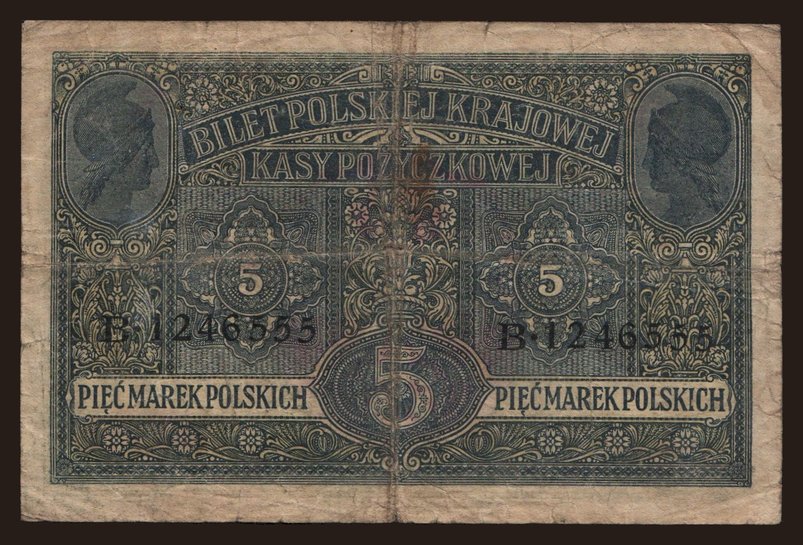 BILET POLSKIEJ KRAJOWEJ
KASY POŻYCZKOWEJ
5 5
B·1246555 B·1246555
PIĘĆ MAREK POLSKICH 5 PIĘĆ MAREK POLSKICH